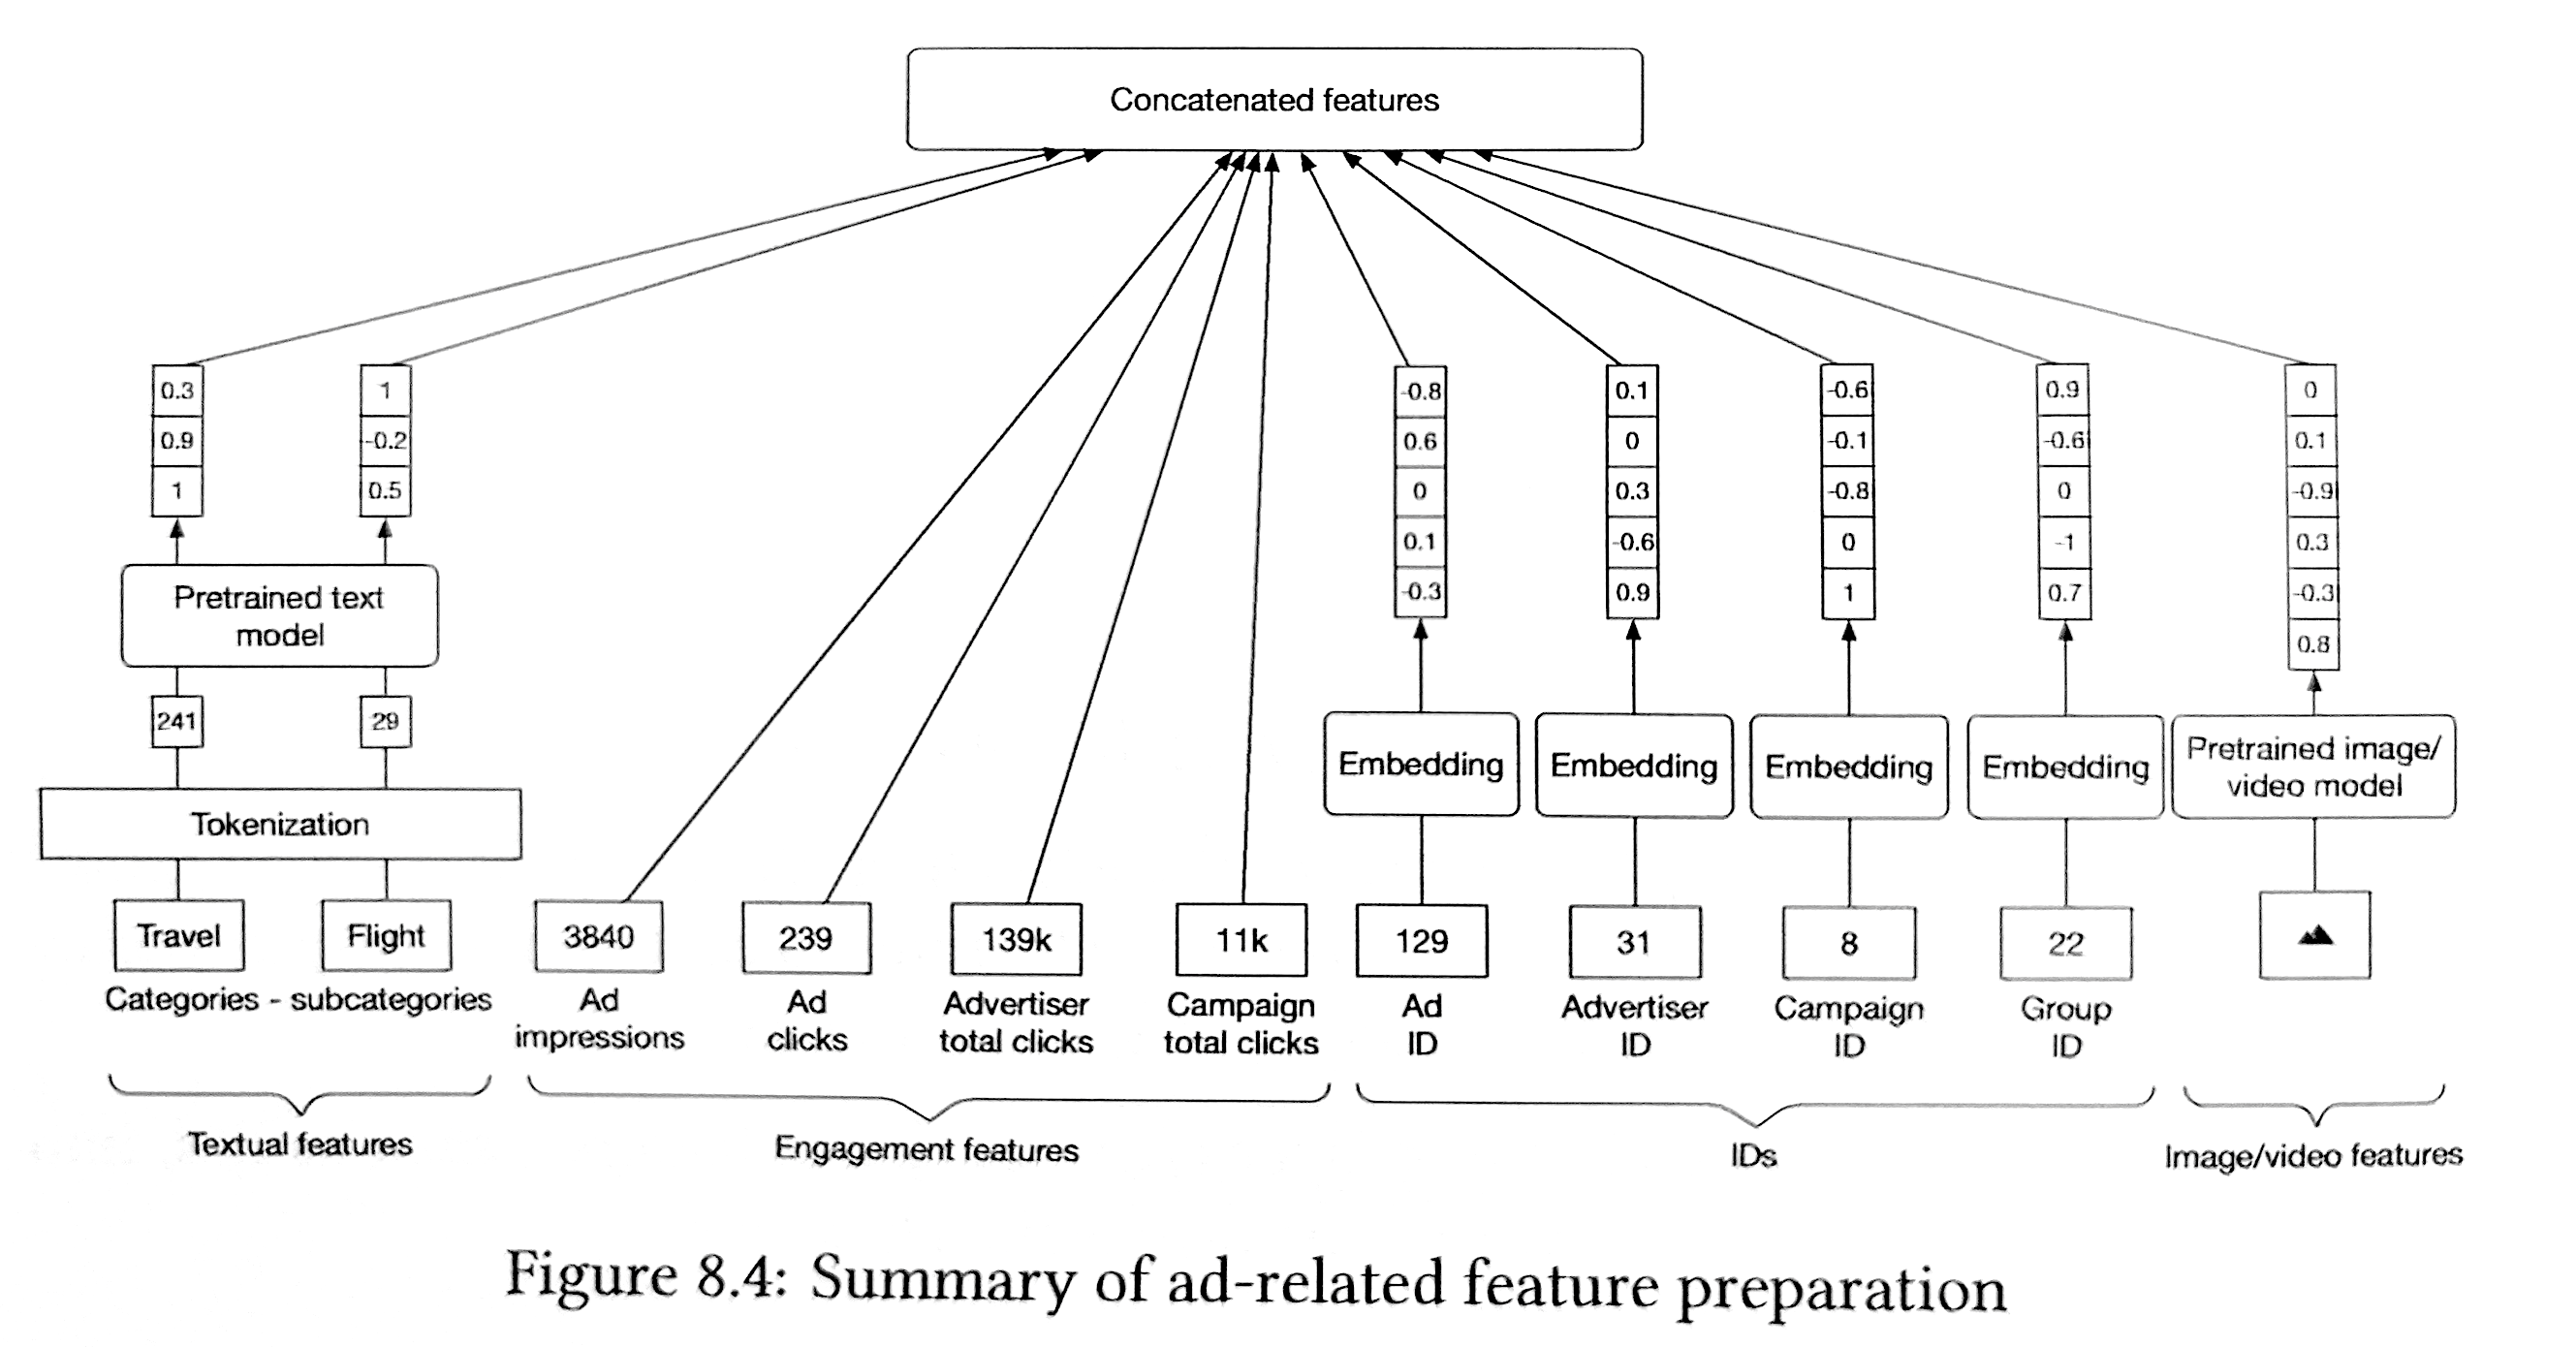 Concatenated features
0.3
0.9
1
1
-0.2
0.5
-0.8
0.6
0
0.1
-0.3
0.1
0
0.3
-0.6
0.9
-0.6
-0.1
-0.8
0
1
0.9
-0.6
0
-1
0.7
0
0.1
-0.9
0.3
-0.3
0.8
Pretrained text
model
241
29
Tokenization
Embedding
Embedding
Embedding
Embedding
Pretrained image/
video model
Travel
Flight
3840
239
139k
11k
129
31
8
22
Categories - subcategories
Ad
impressions
Ad
clicks
Advertiser
total clicks
Campaign
total clicks
Ad
ID
Advertiser
ID
Campaign
ID
Group
ID
Textual features
Engagement features
IDs
Image/video features
Figure 8.4: Summary of ad-related feature preparation